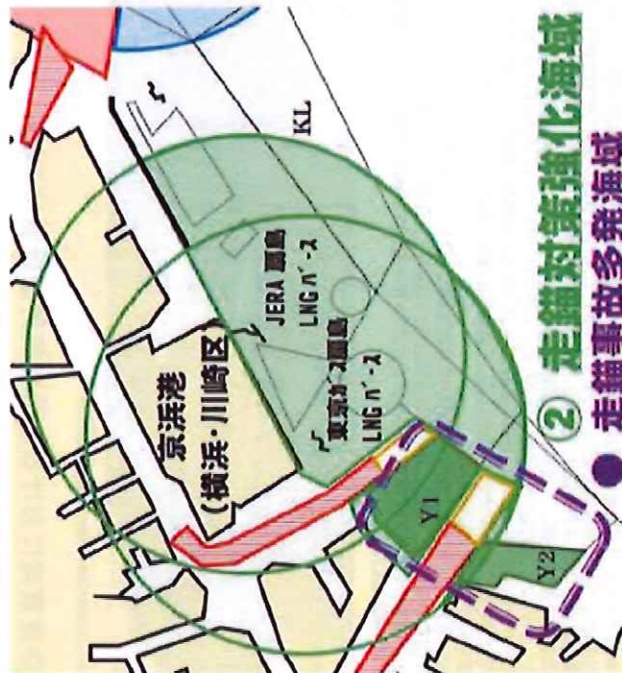 ② 走錨対策強化海域
● 走錨事故多発海域
KL
JERA 扇島
LNGバース
東京ガス扇島
LNGバース
京浜港
(横浜・川崎区)
Y1
Y2